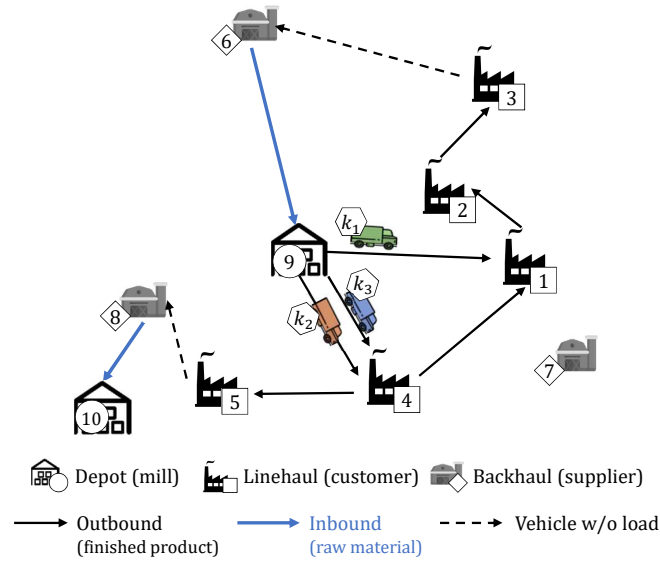 6
3
2
k₁
9
1
k₃
k₂
8
7
10
5
4
Depot (mill)
Linehaul (customer)
Backhaul (supplier)
Outbound
(finished product)
Inbound
(raw material)
Vehicle w/o load